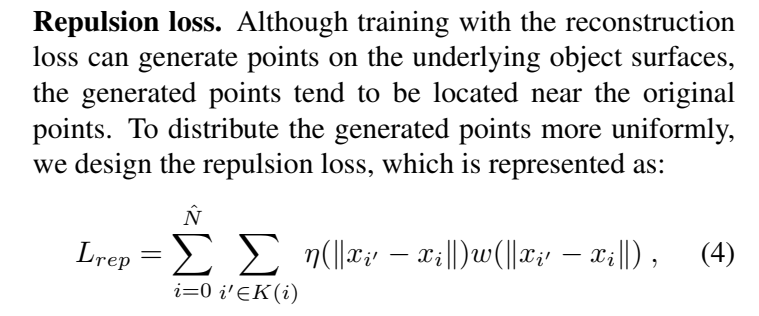 Repulsion loss. Although training with the reconstruction
loss can generate points on the underlying object surfaces,
the generated points tend to be located near the original
points. To distribute the generated points more uniformly,
we design the repulsion loss, which is represented as:
$$L_{rep} = \sum_{i=0}^{\hat{N}} \sum_{i' \in K(i)} \eta(\|x_{i'} - x_i\|) w(\|x_{i'} - x_i\|) \,, \quad (4)$$